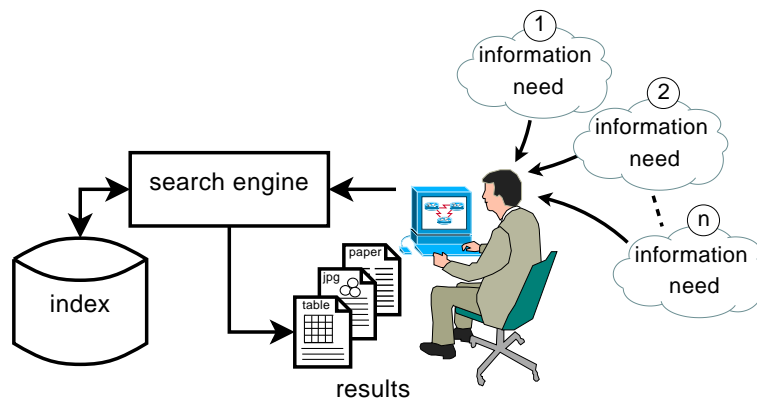 1
information
need
2
information
need
n
information
need
search engine
index
paper
jpg
table
results